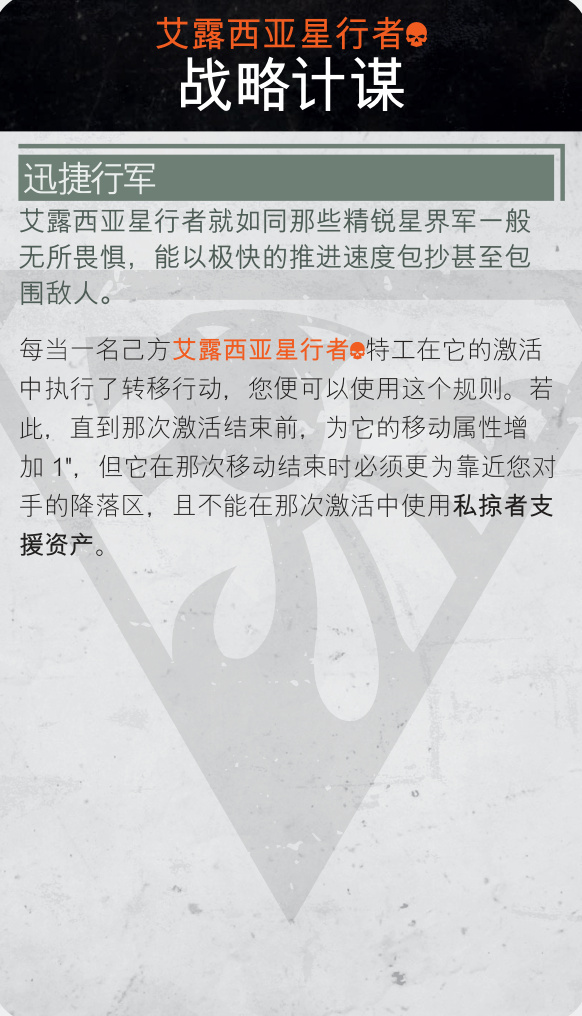 艾露西亚星行者
战略计谋
迅捷行军
艾露西亚星行者就如同那些精锐星界军一般
无所畏惧，能以极快的推进速度包抄甚至包
围敌人。
每当一名己方艾露西亚星行者特工在它的激活
中执行了转移行动，您便可以使用这个规则。若
此，直到那次激活结束前，为它的移动属性增
加 1"，但它在那次移动结束时必须更为靠近您对
手的降落区，且不能在那次激活中使用私掠者支
援资产。